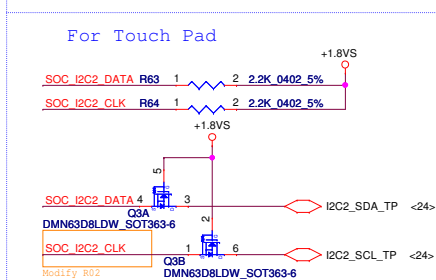 For Touch Pad
+1.8VS
SOC_I2C2_DATA R63 1 2 2.2K_0402_5%
SOC_I2C2_CLK R64 1 2 2.2K_0402_5%
+1.8VS
5
SOC_I2C2_DATA 4 3 I2C2_SDA_TP <24>
Q3A
DMN63D8LDW_SOT363-6
2
SOC_I2C2_CLK 1 6 I2C2_SCL_TP <24>
Q3B
Modify R02 DMN63D8LDW_SOT363-6